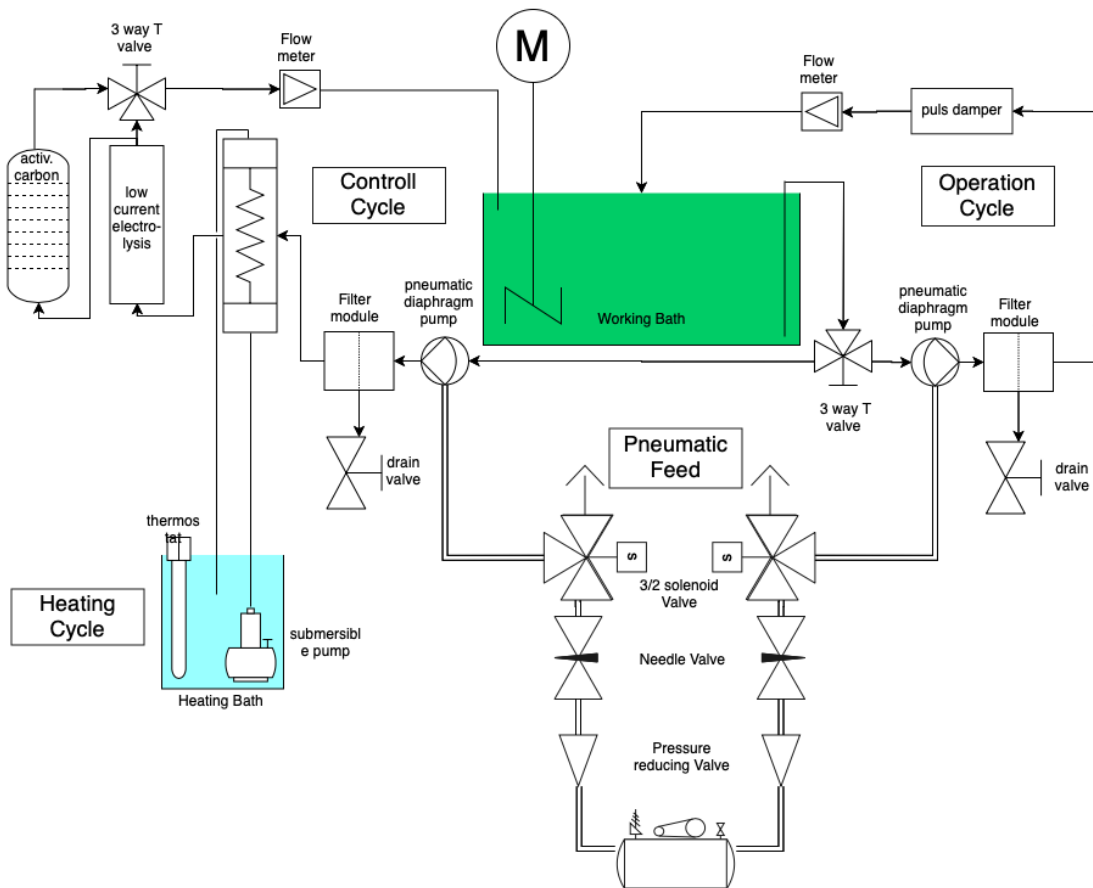 3 way T
valve
Flow
meter
M
Flow
meter
puls damper
activ.
carbon
low
current
electro-
lysis
Controll
Cycle
Operation
Cycle
Working Bath
pneumatic
diaphragm
pump
Filter
module
pneumatic
diaphragm
pump
Filter
module
3 way T
valve
drain
valve
Pneumatic
Feed
drain
valve
thermos
tat
s
s
3/2 solenoid
Valve
Heating
Cycle
submersibl
e pump
Needle Valve
Heating Bath
Pressure
reducing Valve